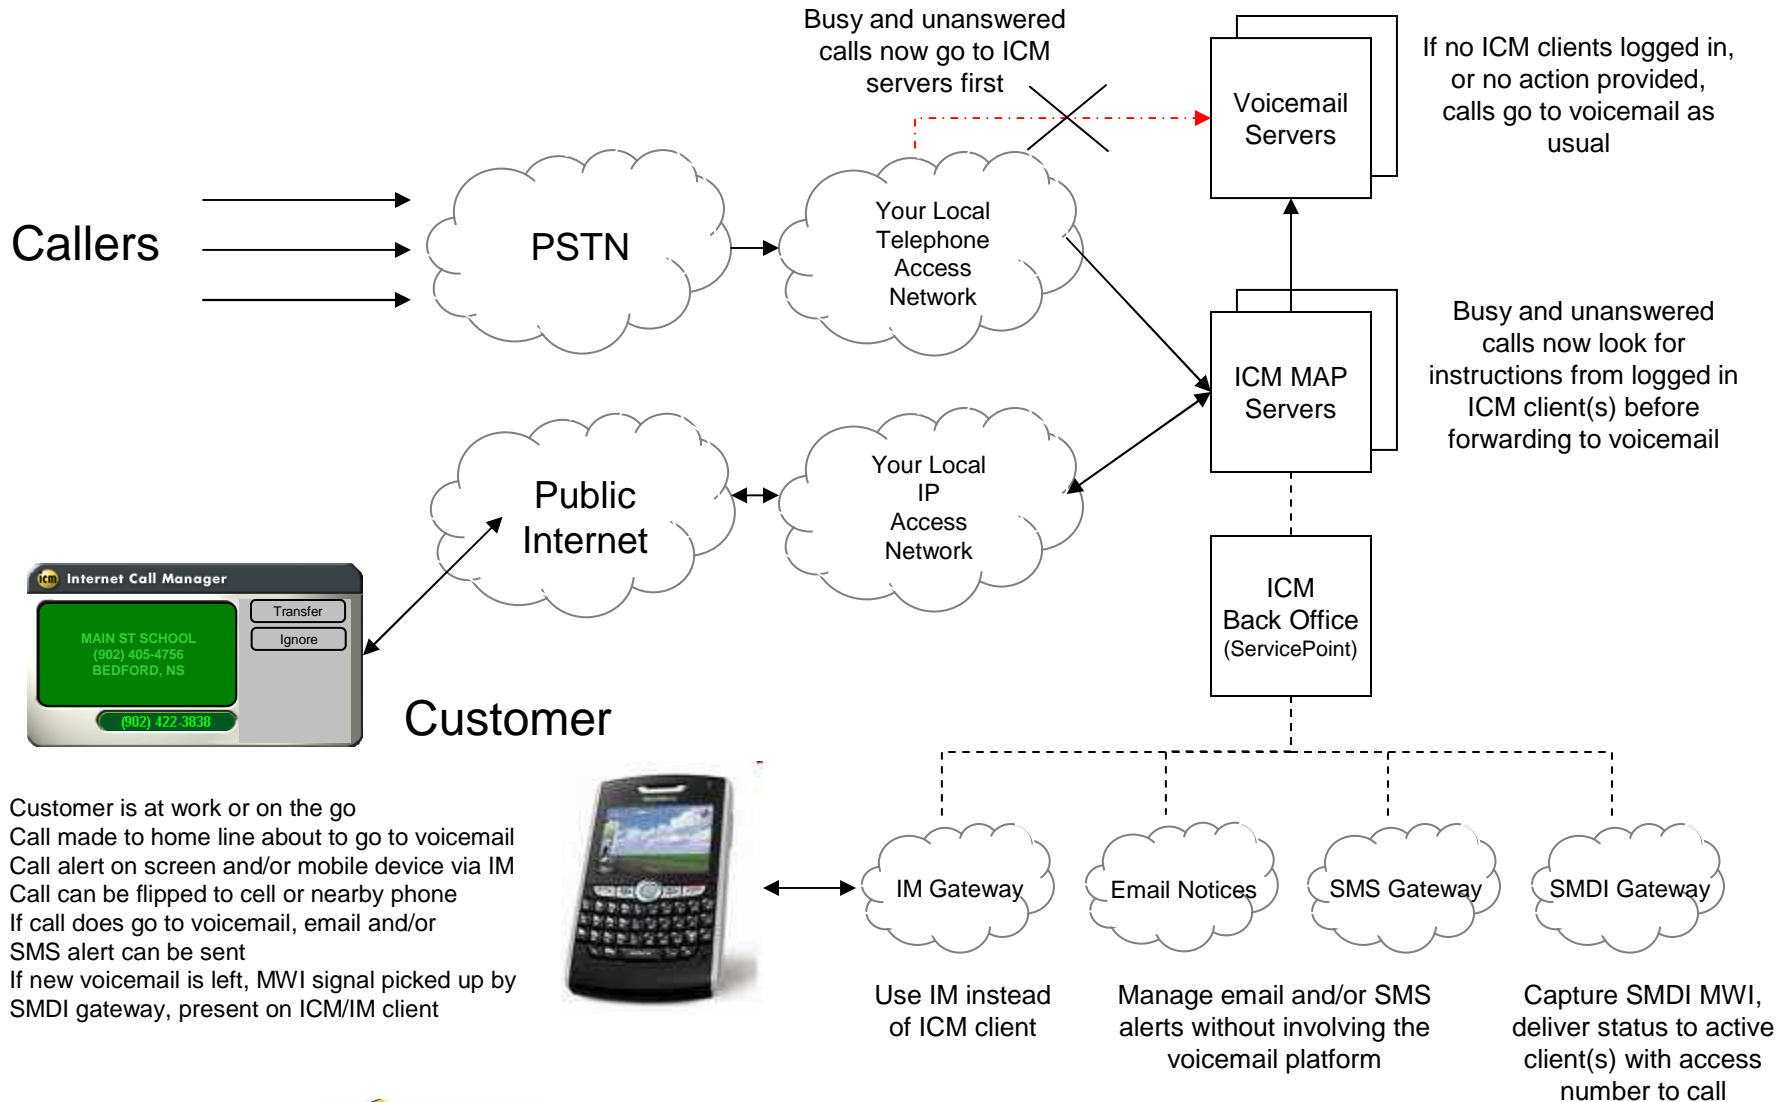 Busy and unanswered
calls now go to ICM
servers first
Voicemail
Servers
If no ICM clients logged in,
or no action provided,
calls go to voicemail as
usual
Callers
PSTN
Your Local
Telephone
Access
Network
ICM MAP
Servers
Busy and unanswered
calls now look for
instructions from logged in
ICM client(s) before
forwarding to voicemail
Public
Internet
Your Local
IP
Access
Network
icm Internet Call Manager
MAIN ST SCHOOL
(902) 405-4756
BEDFORD, NS
Transfer
Ignore
(902) 422-3838
ICM
Back Office
(ServicePoint)
Customer
Customer is at work or on the go
Call made to home line about to go to voicemail
Call alert on screen and/or mobile device via IM
Call can be flipped to cell or nearby phone
If call does go to voicemail, email and/or
SMS alert can be sent
If new voicemail is left, MWI signal picked up by
SMDI gateway, present on ICM/IM client
IM Gateway
Email Notices
SMS Gateway
SMDI Gateway
Use IM instead
of ICM client
Manage email and/or SMS
alerts without involving the
voicemail platform
Capture SMDI MWI,
deliver status to active
client(s) with access
number to call